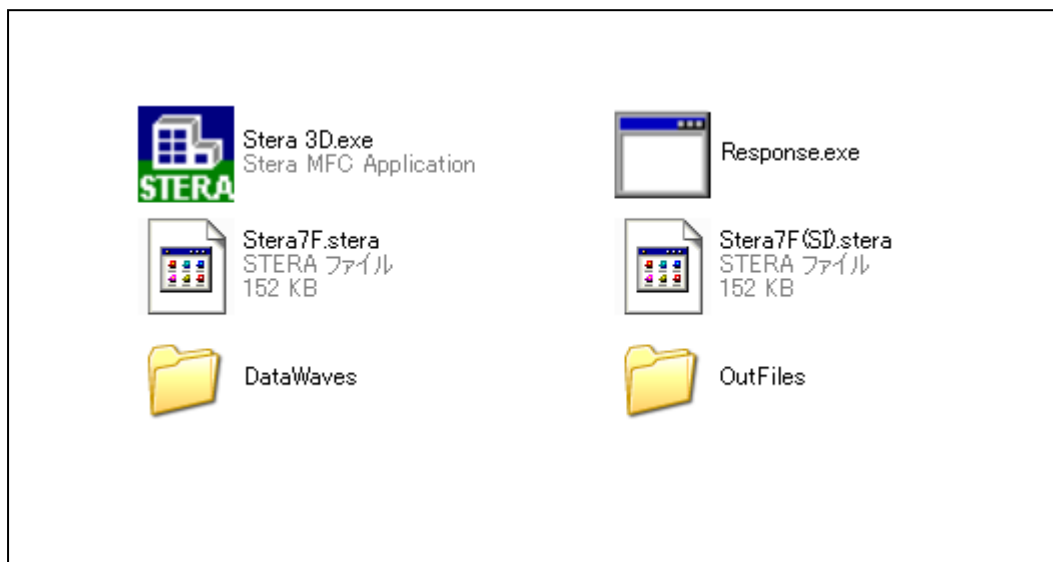 STERA
Stera 3D.exe
Stera MFC Application
Response.exe
Stera7F.stera
STERA ファイル
152 KB
Stera7F(SI).stera
STERA ファイル
152 KB
DataWaves
OutFiles